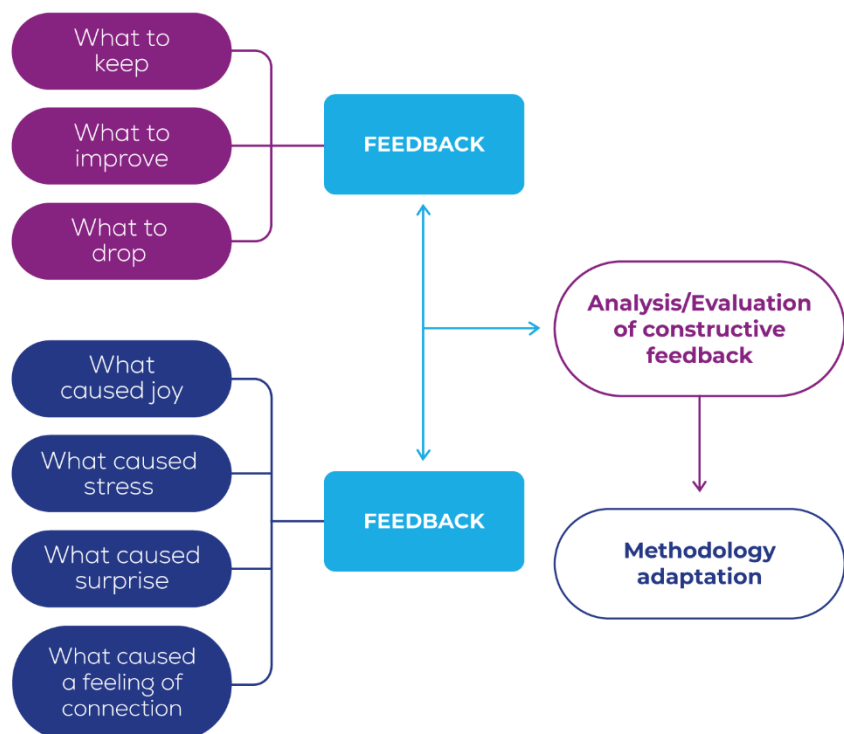 What to
keep
What to
improve
What to
drop
FEEDBACK
Analysis/Evaluation
of constructive
feedback
What
caused joy
What caused
stress
What caused
surprise
What caused
a feeling of
connection
FEEDBACK
Methodology
adaptation